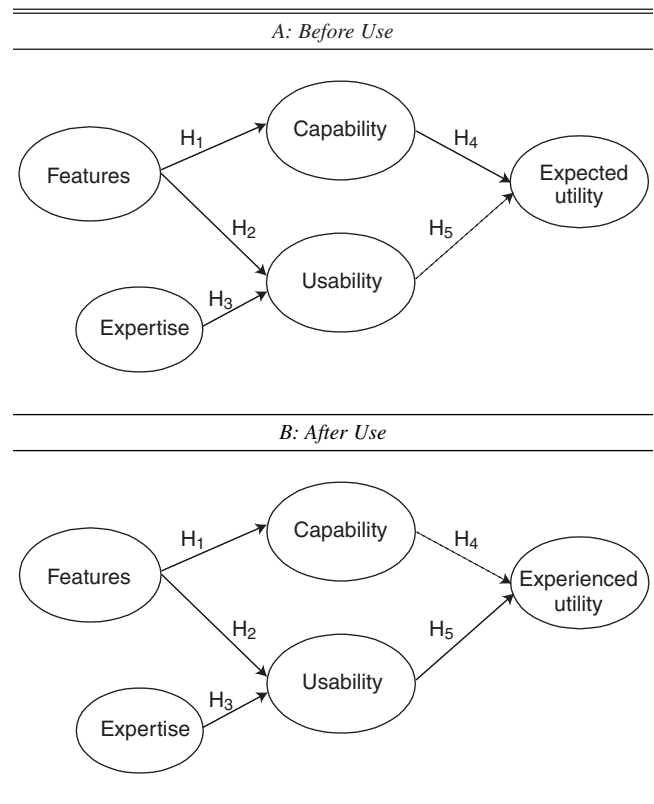 A: Before Use
Capability
H1
H4
Features
Expected
utility
H2
H5
Usability
H3
Expertise
B: After Use
Capability
H1
H4
Features
Experienced
utility
H2
H5
Usability
H3
Expertise